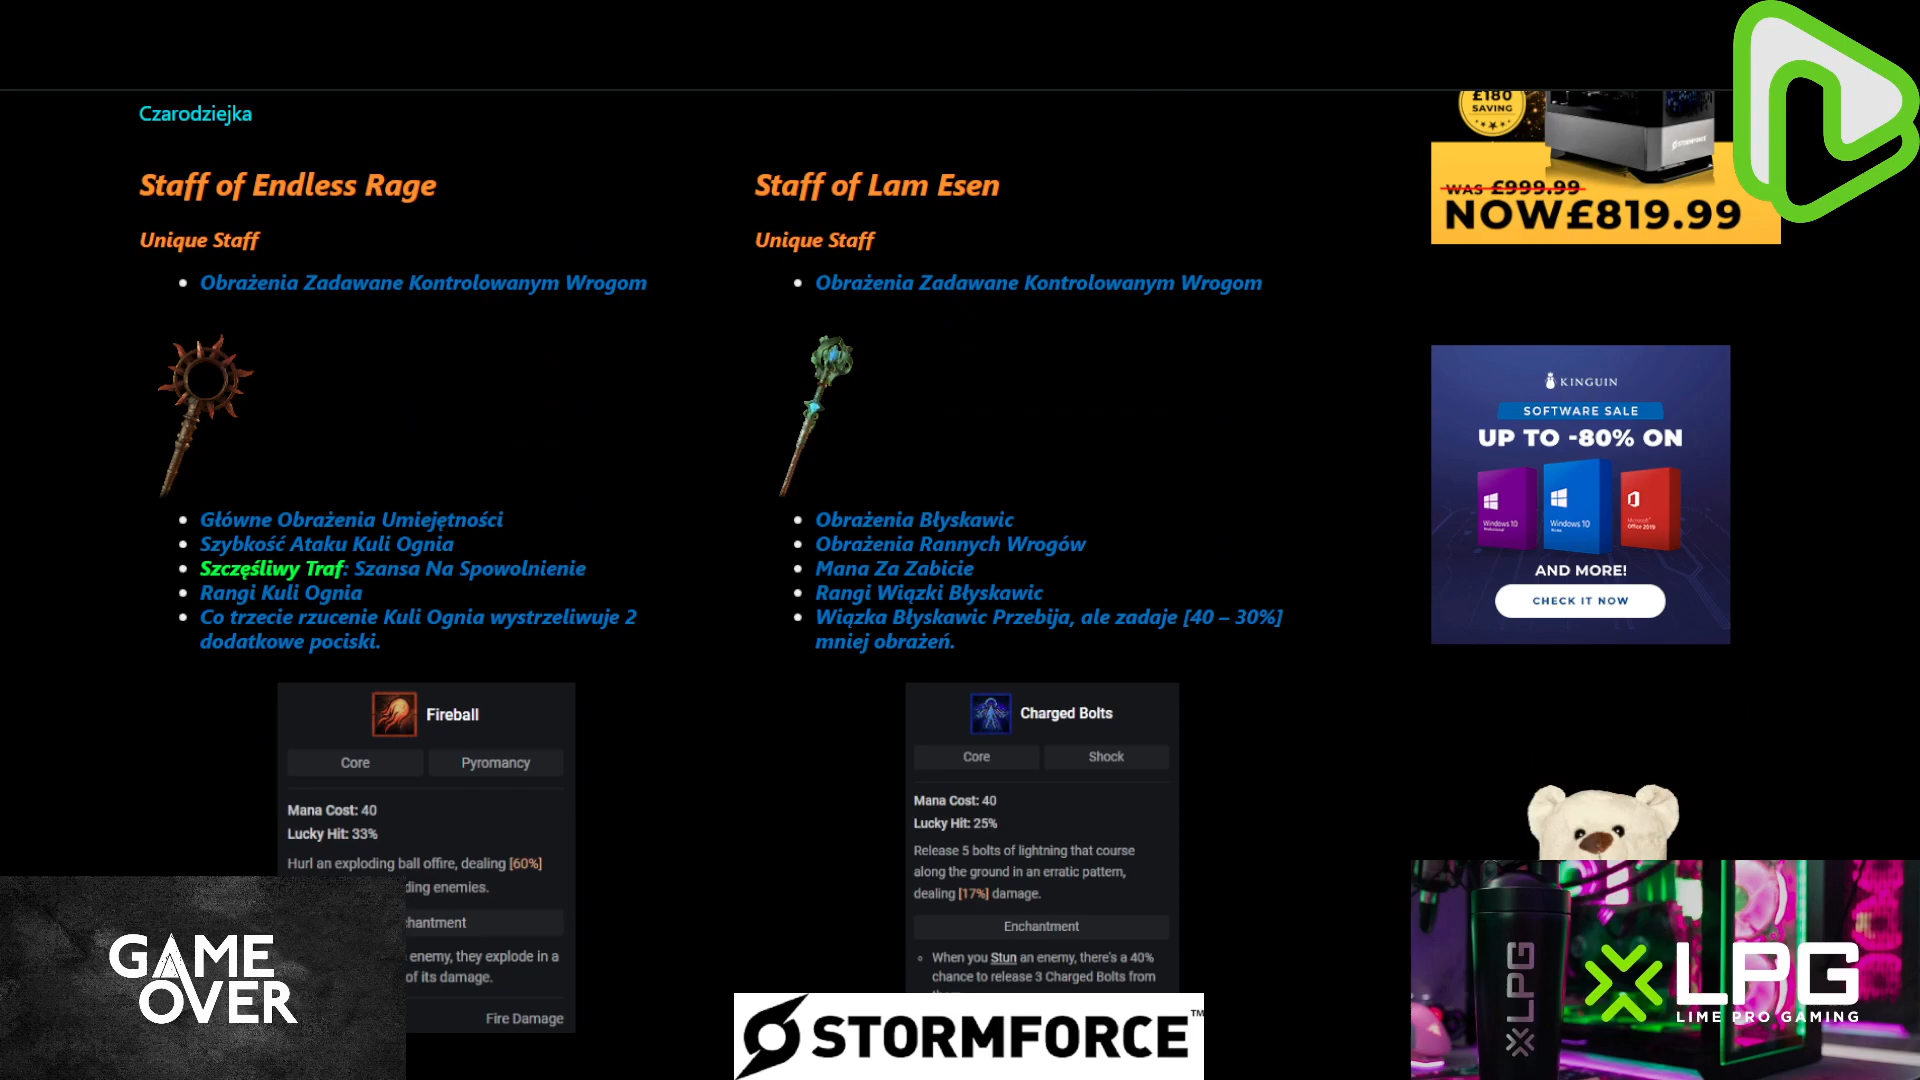 Czarodziejka
Staff of Endless Rage
Unique Staff
Obrażenia Zadawane Kontrolowanym Wrogom
Główne Obrażenia Umiejętności
Szybkość Ataku Kuli Ognia
Szczęśliwy Traf: Szansa Na Spowolnienie
Rangi Kuli Ognia
Co trzecie rzucenie Kuli Ognia wystrzeliwuje 2
dodatkowe pociski.
Fireball
Core Pyromancy
Mana Cost: 40
Lucky Hit: 33%
Hurl an exploding ball offire, dealing [60%]
ding enemies.
hantment
enemy, they explode in a
of its damage.
Fire Damage
Staff of Lam Esen
Unique Staff
Obrażenia Zadawane Kontrolowanym Wrogom
Obrażenia Błyskawic
Obrażenia Rannych Wrogów
Mana Za Zabicie
Rangi Wiązki Błyskawic
Wiązka Błyskawic Przebija, ale zadaje [40 – 30%]
mniej obrażeń.
Charged Bolts
Core Shock
Mana Cost: 40
Lucky Hit: 25%
Release 5 bolts of lightning that course
along the ground in an erratic pattern,
dealing [17%] damage.
Enchantment
When you Stun an enemy, there's a 40%
chance to release 3 Charged Bolts from
£180
SAVING
STORMFORCE
WAS £999.99
NOW £819.99
KINGUIN
SOFTWARE SALE
UP TO -80% ON
Windows 10
Windows 10
Office 2019
AND MORE!
CHECK IT NOW
GAME
OVER
STORMFORCE™
LPG
LPG
LIME PRO GAMING